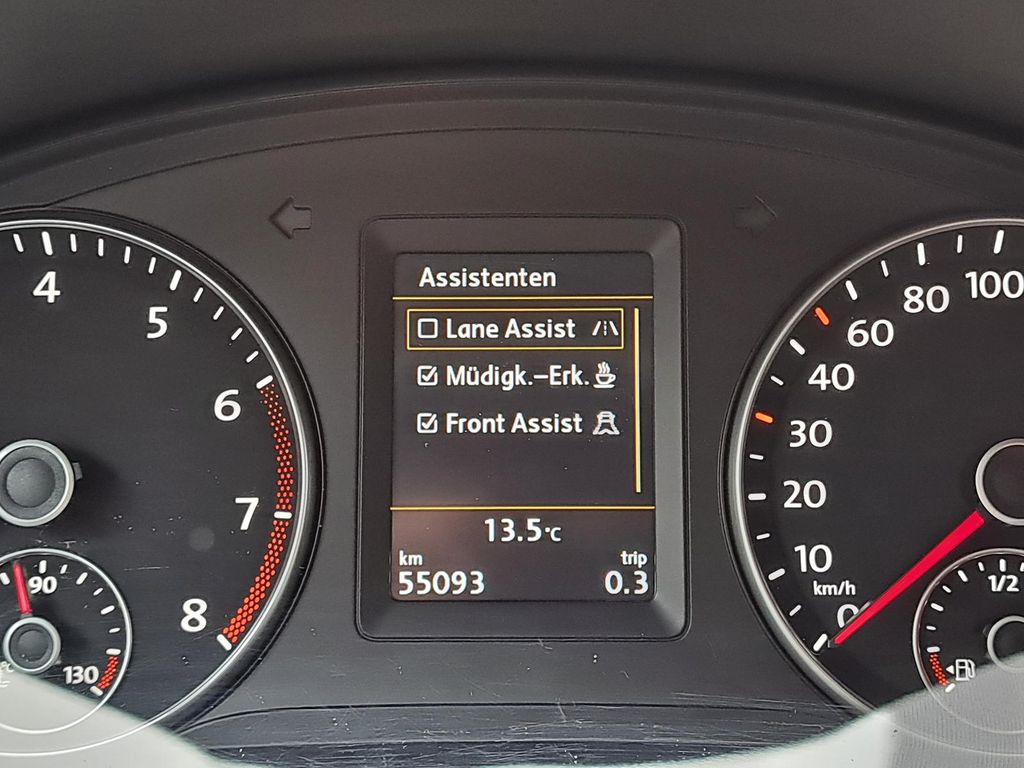 Assistenten
Lane Assist
Müdigk.-Erk.
Front Assist
13.5°C
km trip
55093 0.3
4
5
6
7
8
90
130
100
80
60
40
30
20
10
km/h
0
1/2